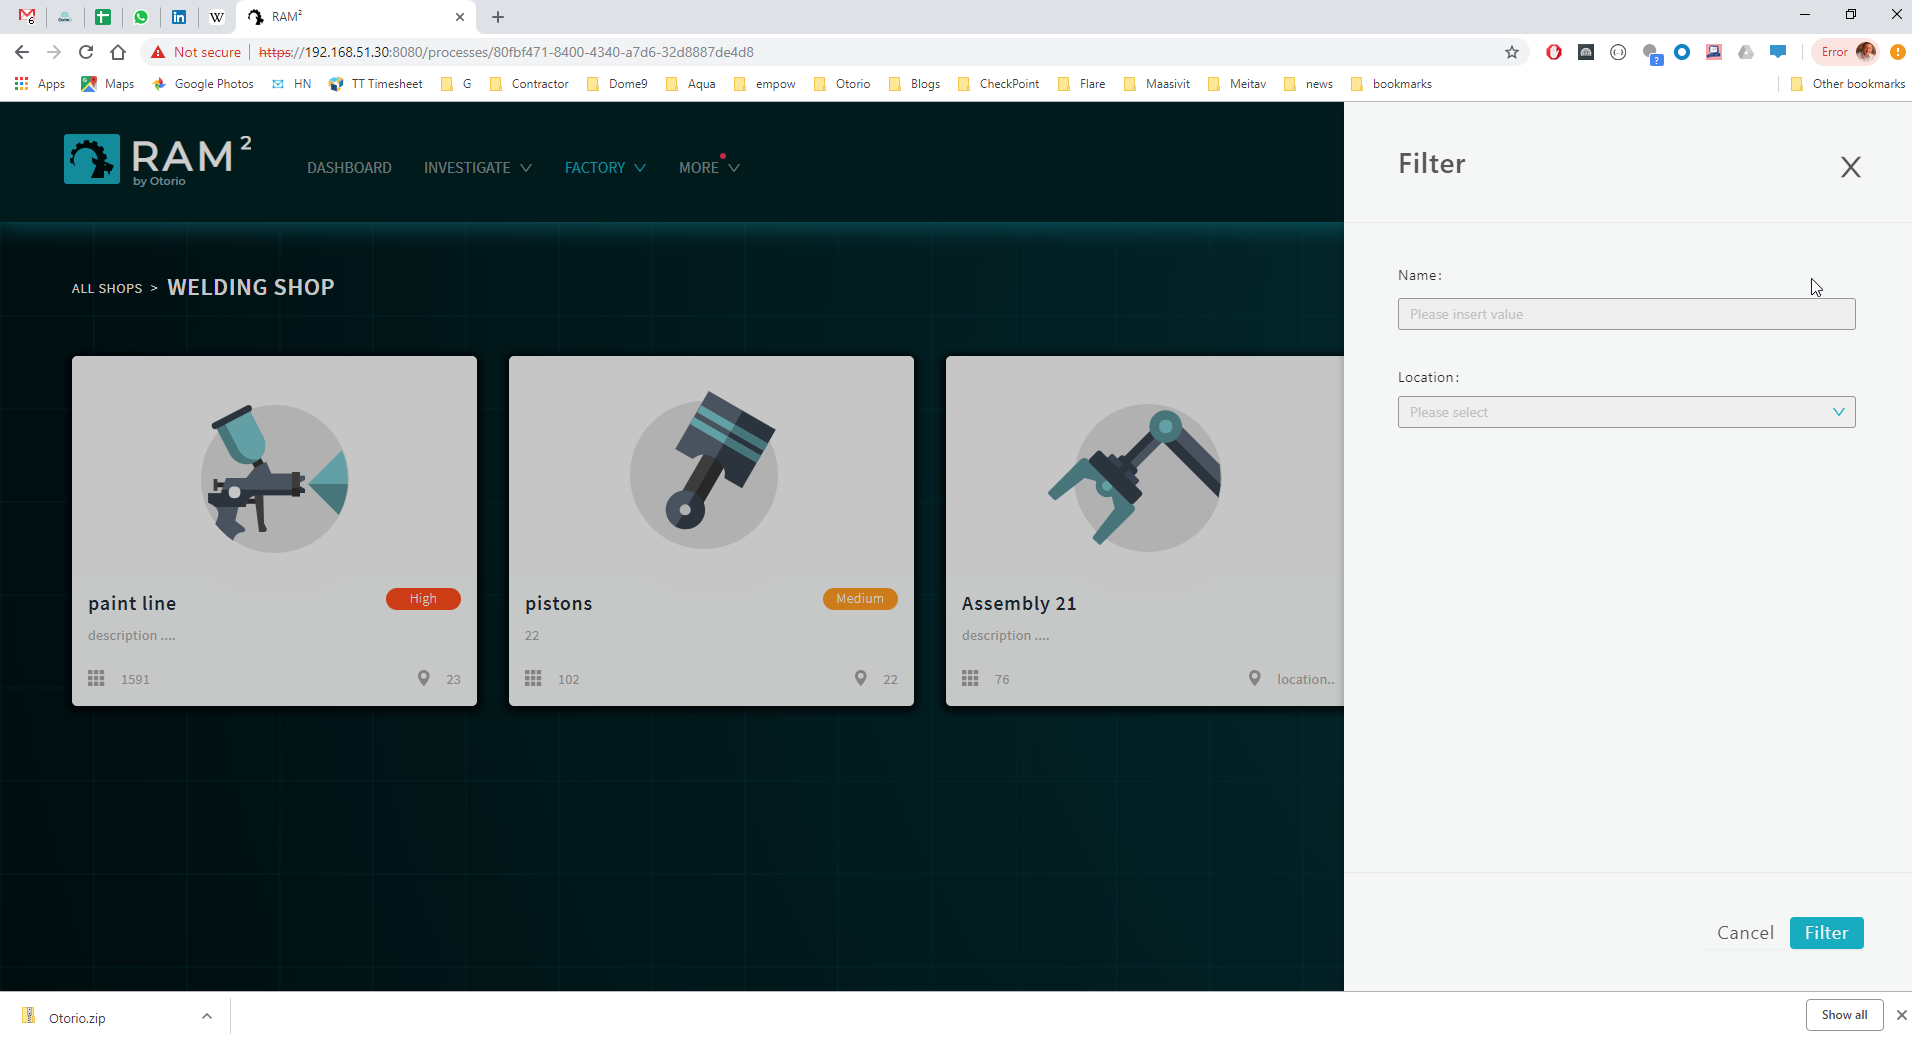 RAM²
Not secure https://192.168.51.30:8080/processes/80fbf471-8400-4340-a7d6-32d8887de4d8 Error
Apps Maps Google Photos HN TT Timesheet G Contractor Dome9 Aqua empow Otorio Blogs CheckPoint Flare Maasivit Meitav news bookmarks Other bookmarks
RAM²
by Otorio
DASHBOARD INVESTIGATE FACTORY MORE
Filter
X
ALL SHOPS > WELDING SHOP
Name:
Please insert value
Location:
Please select
paint line High
description ....
1591 23
pistons Medium
22
102 22
Assembly 21
description ....
76 location..
Cancel Filter
Otorio.zip
Show all